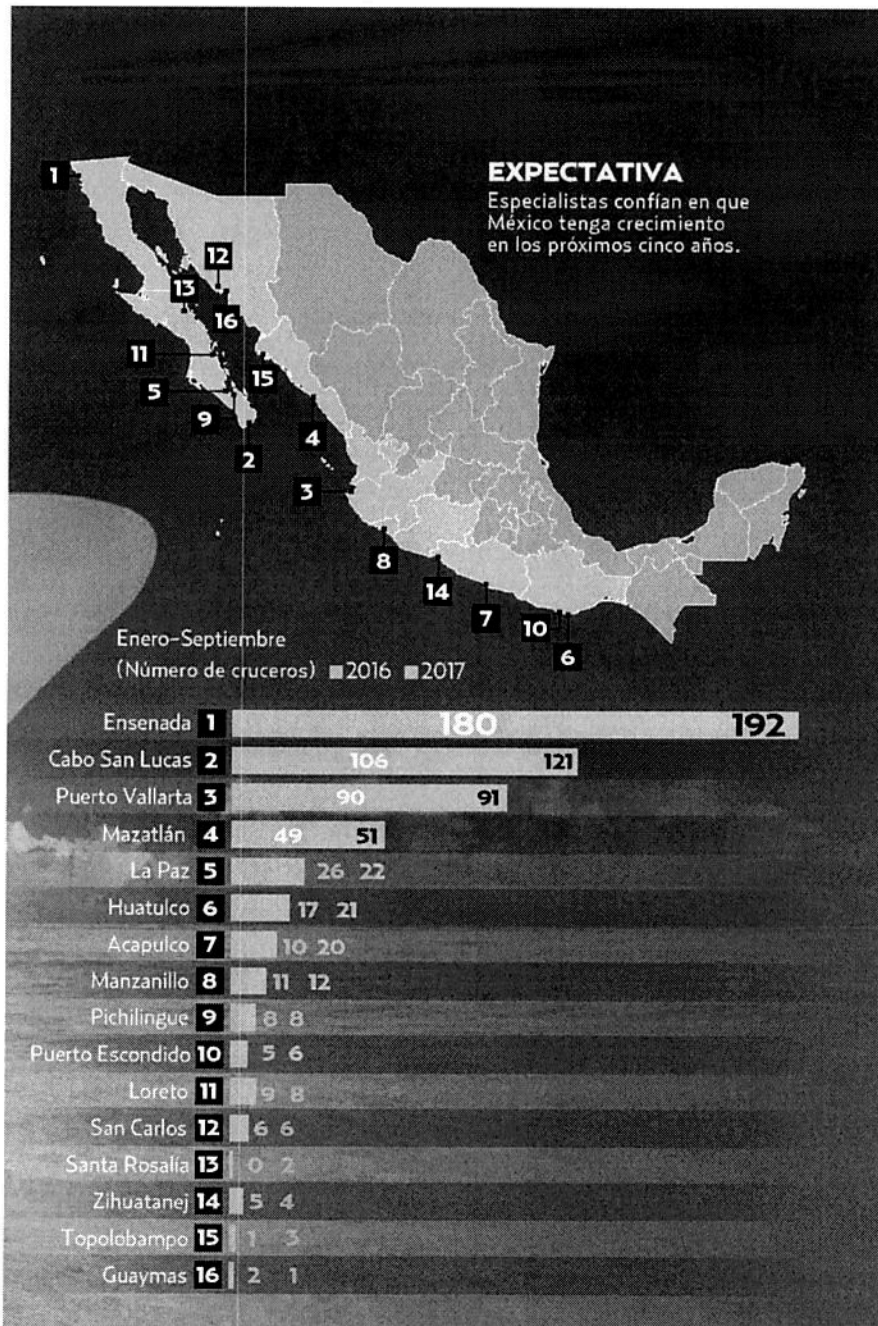 EXPECTATIVA
Especialistas confían en que
México tenga crecimiento
en los próximos cinco años.
1
12
13
16
11
15
5
9
4
2
3
8
14
7
10
6
Enero-Septiembre
(Número de cruceros) 2016 2017
Ensenada 1 180 192
Cabo San Lucas 2 106 121
Puerto Vallarta 3 90 91
Mazatlán 4 49 51
La Paz 5 26 22
Huatulco 6 17 21
Acapulco 7 10 20
Manzanillo 8 11 12
Pichilingue 9 8 8
Puerto Escondido 10 5 6
Loreto 11 9 8
San Carlos 12 6 6
Santa Rosalía 13 0 2
Zihuatanej 14 5 4
Topolobampo 15 1 3
Guaymas 16 2 1